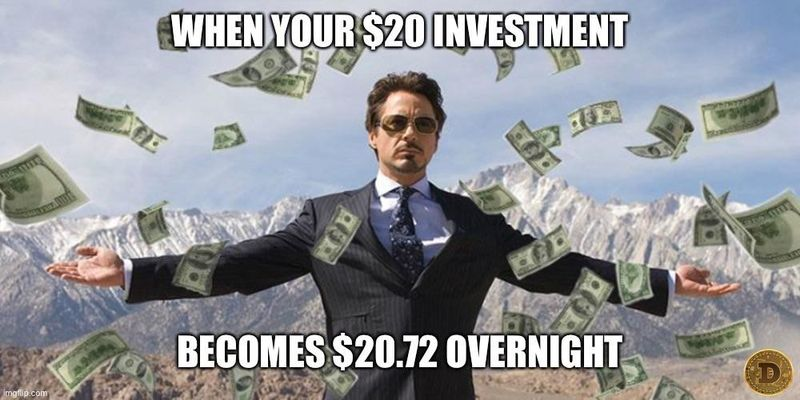 WHEN YOUR $20 INVESTMENT
BECOMES $20.72 OVERNIGHT
imgflip.com
D